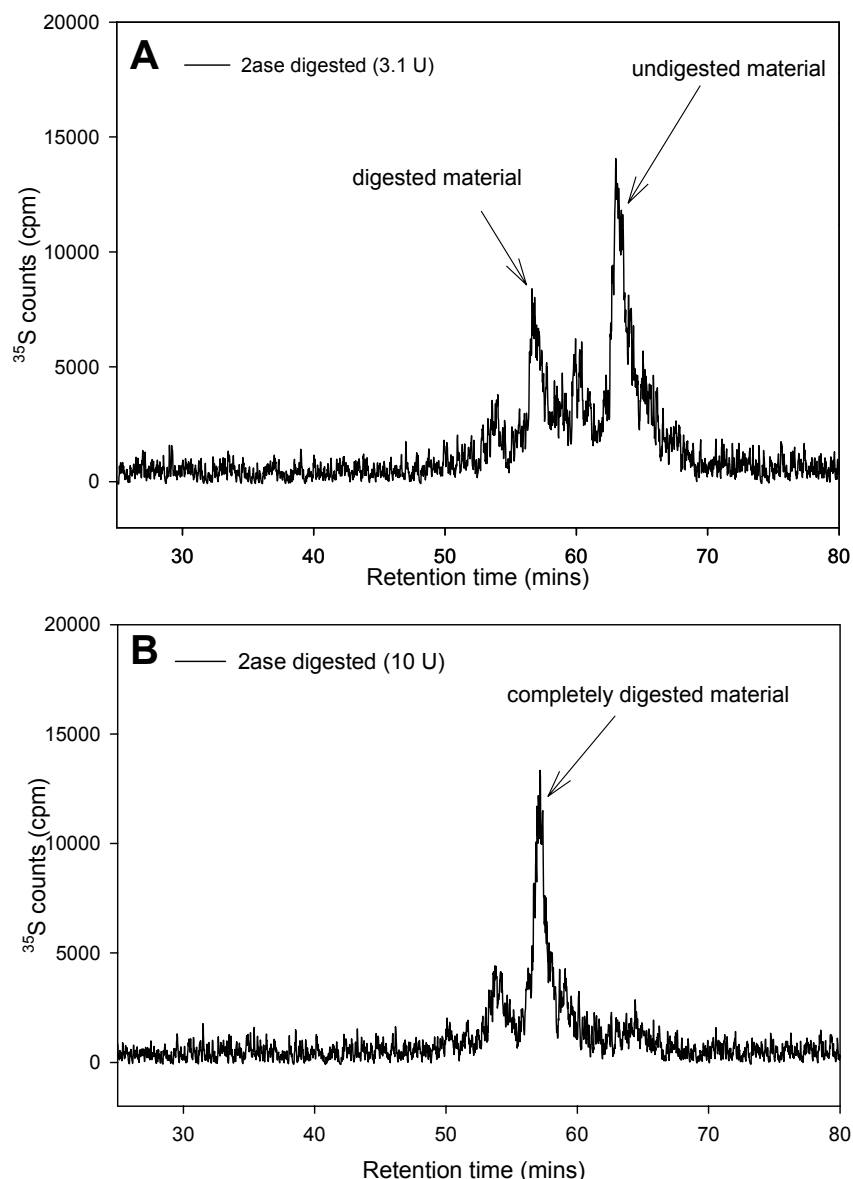 20000
A
2ase digested (3.1 U)
undigested material
15000
digested material
10000
³⁵S counts (cpm)
5000
0
30 40 50 60 70 80
Retention time (mins)
20000
B
2ase digested (10 U)
completely digested material
15000
10000
³⁵S counts (cpm)
5000
0
30 40 50 60 70 80
Retention time (mins)